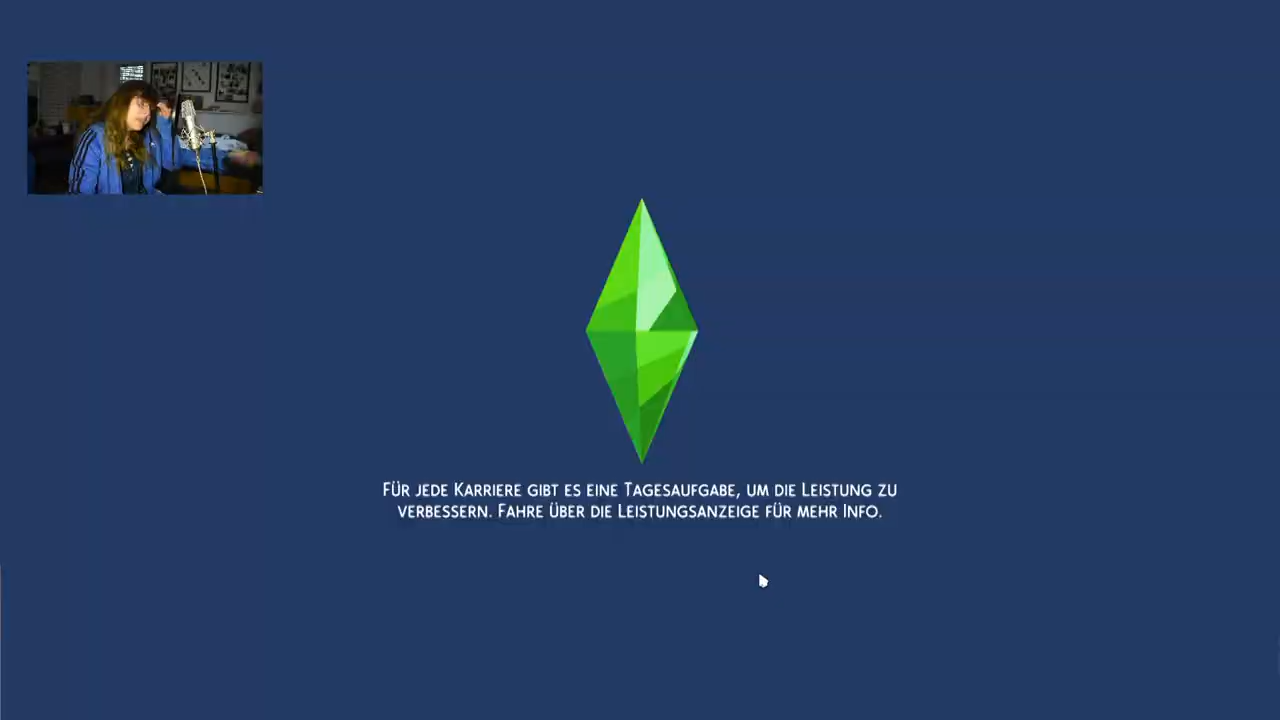 Für jede Karriere gibt es eine Tagesaufgabe, um die Leistung zu
verbessern. Fahre über die Leistungsanzeige für mehr Info.